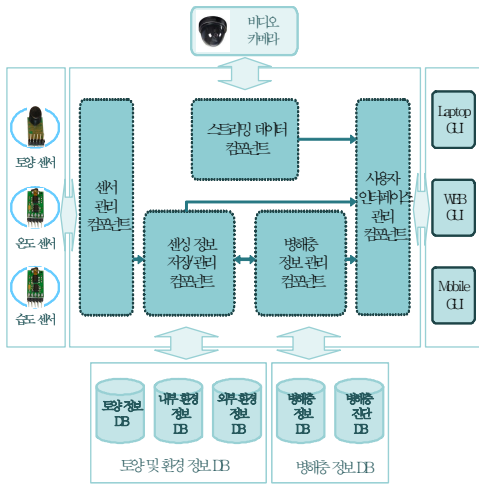 비디오
카메라
토양 센서
온도 센서
습도 센서
센서
관리
컴포넌트
스트리밍 데이터
컴포넌트
센싱 정보
저장/관리
컴포넌트
병해충
정보 관리
컴포넌트
사용자
인터페이스
관리
컴포넌트
Laptop
GUI
WEB
GUI
Mobile
GUI
토양 정보
DB
내부 환경
정보
DB
외부 환경
정보
DB
병해충
정보
DB
병해충
진단
DB
토양 및 환경 정보 DB
병해충 정보 DB